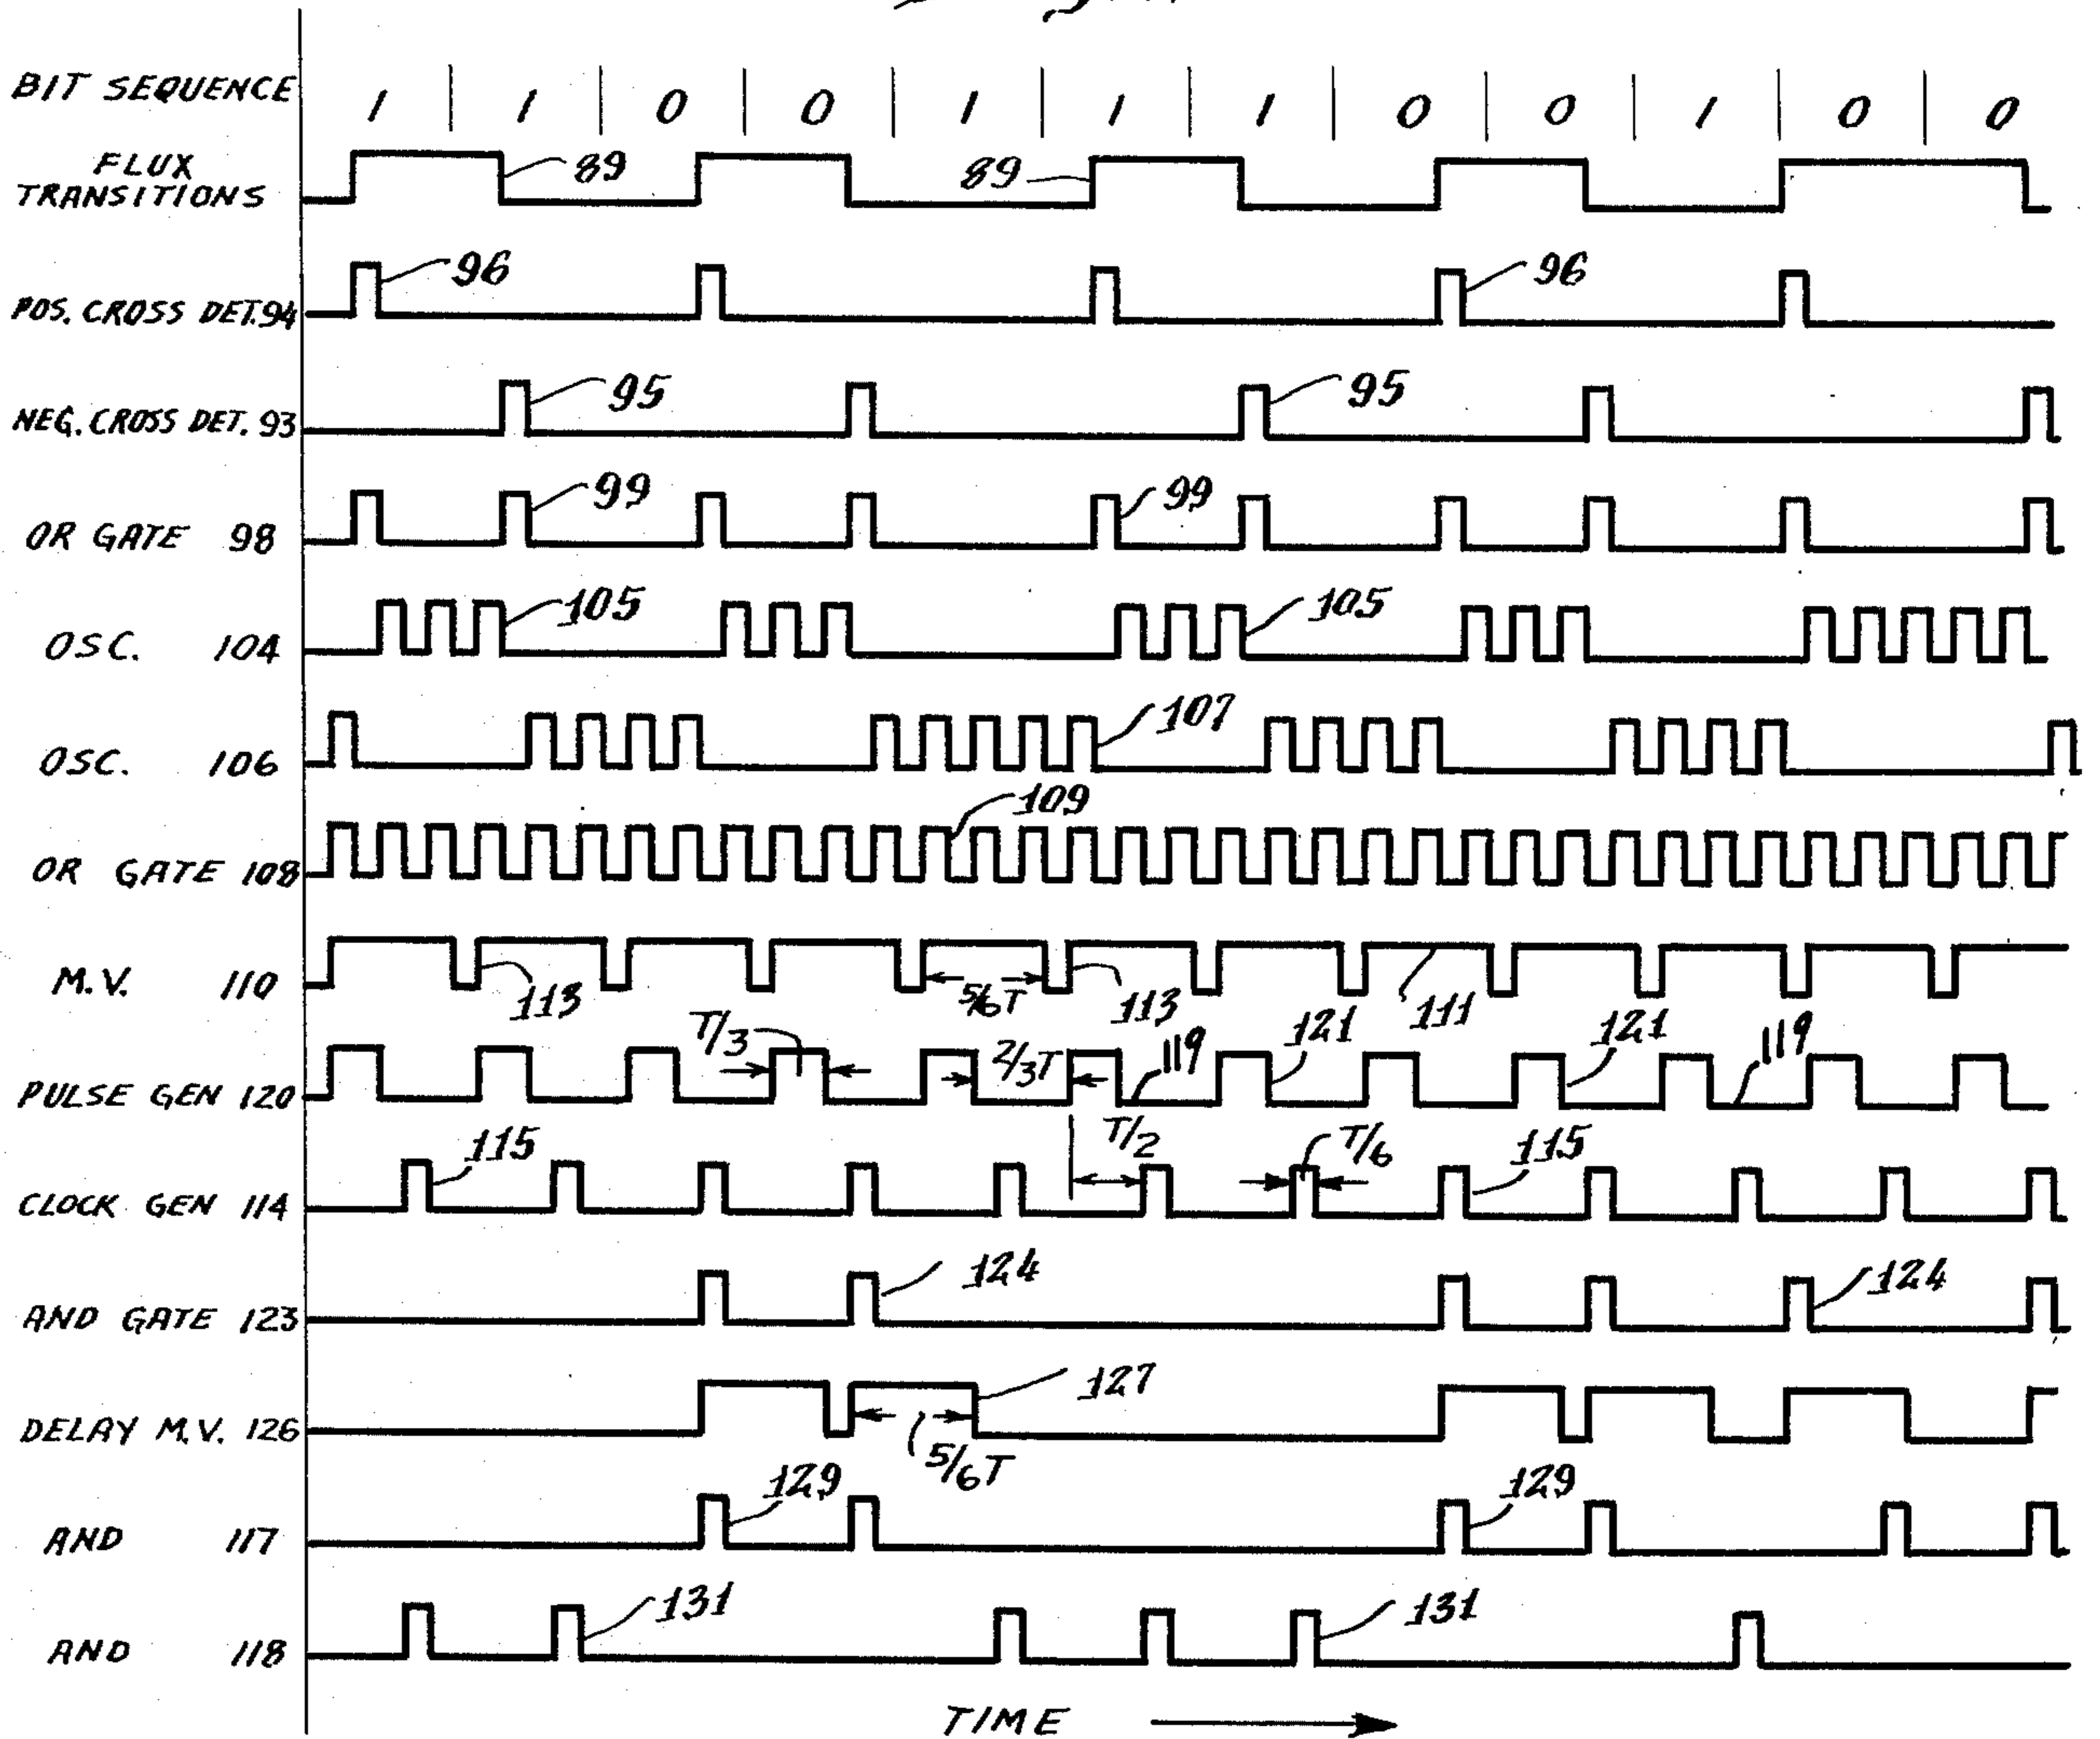 BIT SEQUENCE 1 | 1 | 0 | 0 | 1 | 1 | 1 | 0 | 0 | 1 | 0 | 0
FLUX TRANSITIONS 89 89
POS. CROSS DET. 94 96 96
NEG. CROSS DET. 93 95 95
OR GATE 98 99 99
OSC. 104 105 105
OSC. 106 107
OR GATE 108 109
M.V. 110 113 5/6T 113 111
PULSE GEN 120 T/3 2/3T 119 121 121 119
CLOCK GEN 114 115 T/2 T/6 115
AND GATE 123 124 124
DELAY M.V. 126 5/6T 127
AND 117 129 129
AND 118 131 131
TIME